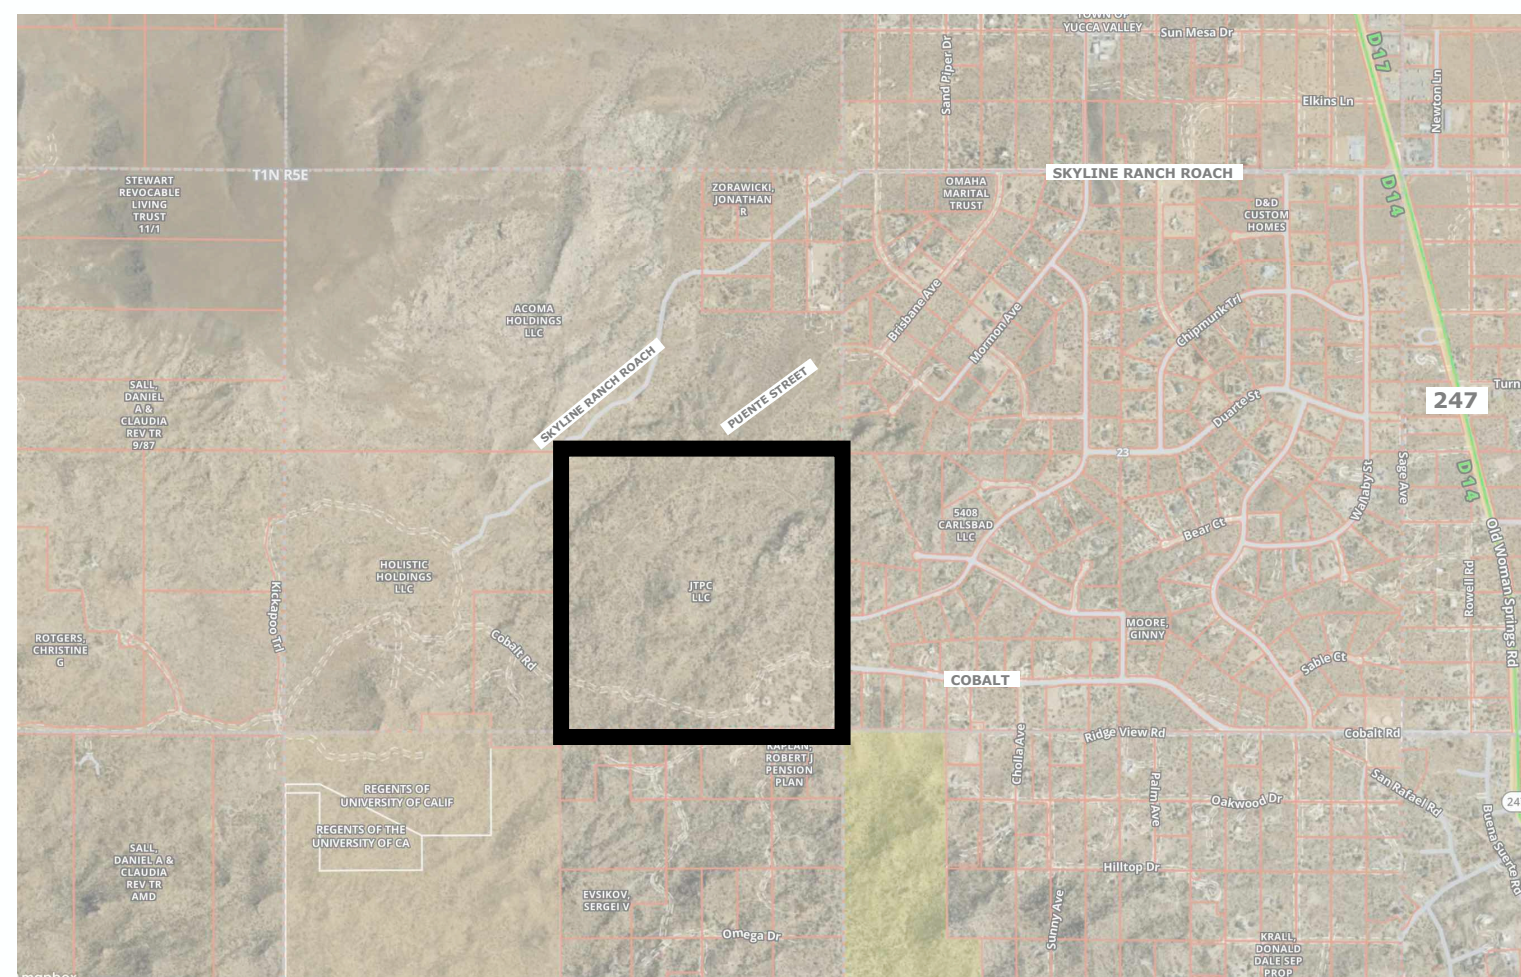 TOWN OF
YUCCA VALLEY
Sun Mesa Dr
D 17
Sand Piper Dr
Elkins Ln
Newton Ln
T1N R5E
STEWART
REVOCABLE
LIVING
TRUST
11/1
ZORAWICKI,
JONATHAN
R
OMAHA
MARITAL
TRUST
SKYLINE RANCH ROACH
D 14
D&D
CUSTOM
HOMES
ACOMA
HOLDINGS
LLC
Brisbane Ave
Mormon Ave
Chipmunk Trl
SKYLINE RANCH ROACH
PUENTE STREET
SALL,
DANIEL
A &
CLAUDIA
REV TR
9/87
Duarte St
247
Turn
23
Sage Ave
Wallaby St
D 14
5408
CARLSBAD
LLC
Bear Ct
Old Woman Springs Rd
HOLISTIC
HOLDINGS
LLC
JTPC
LLC
Kickapoo Trl
Rowell Rd
ROTGERS,
CHRISTINE
G
Cobalt Rd
MOORE,
GINNY
Sable Ct
COBALT
Cholla Ave
Ridge View Rd
Cobalt Rd
KAPLAN,
ROBERT J
PENSION
PLAN
REGENTS OF
UNIVERSITY OF CALIF
Palm Ave
Oakwood Dr
San Rafael Rd
24
REGENTS OF THE
UNIVERSITY OF CA
Buena Suerte Rd
SALL,
DANIEL A &
CLAUDIA
REV TR
AMD
Hilltop Dr
EVSIKOV,
SERGEI V
Omega Dr
Sunny Ave
KRALL,
DONALD
DALE SEP
PROP
mapbox